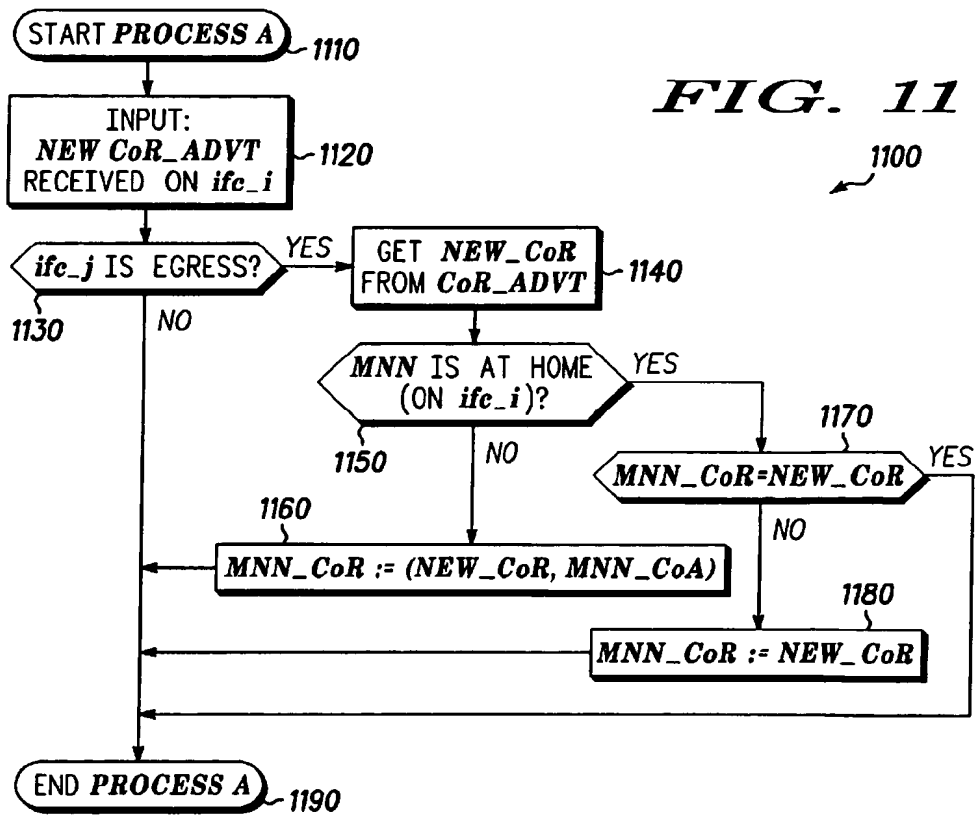 START PROCESS A
1110
FIG. 11
1100
INPUT:
NEW CoR_ADVT
RECEIVED ON ifc_i
1120
ifc_j IS EGRESS?
1130
YES
NO
GET NEW_CoR
FROM CoR_ADVT
1140
MNN IS AT HOME
(ON ifc_i)?
1150
YES
NO
1170
MNN_CoR=NEW_CoR
YES
NO
1160
MNN_CoR := (NEW_CoR, MNN_CoA)
1180
MNN_CoR := NEW_CoR
END PROCESS A
1190